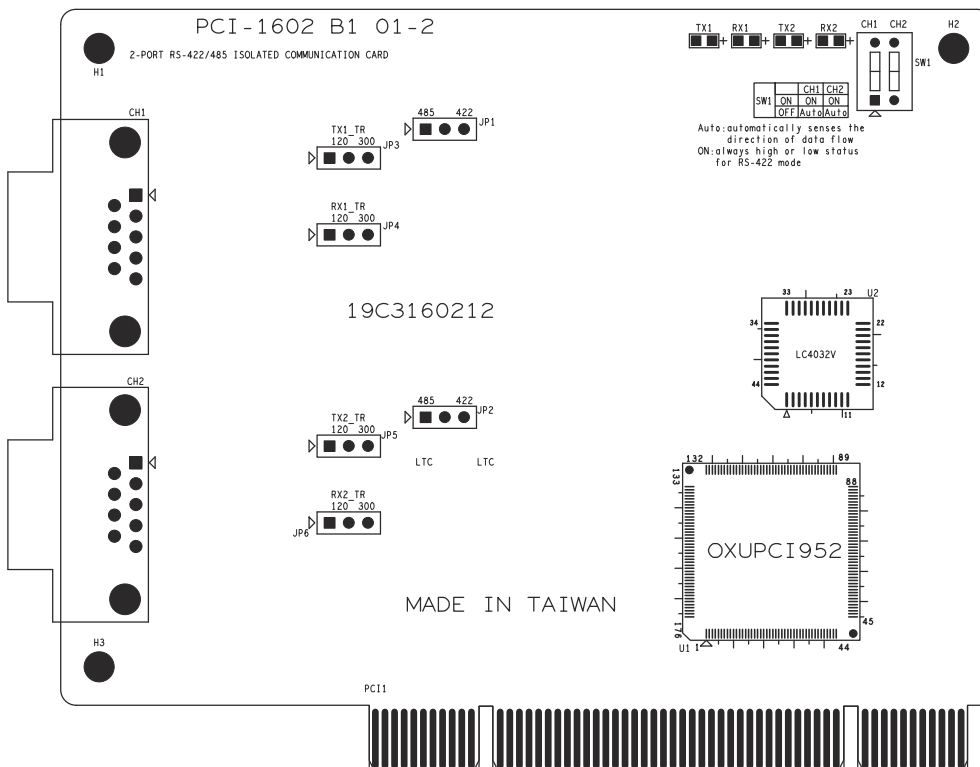 PCI-1602 B1 01-2
2-PORT RS-422/485 ISOLATED COMMUNICATION CARD
H1
TX1 RX1 TX2 RX2
+ + + +
CH1 CH2
H2
SW1
CH1 CH2
SW1 ON ON ON
OFF Auto Auto
Auto:automatically senses the
direction of data flow
ON:always high or low status
for RS-422 mode
CH1
485 422
JP1
TX1_TR
120 300
JP3
RX1_TR
120 300
JP4
19C3160212
33 23
U2
34 22
LC4032V
44 12
11
CH2
485 422
JP2
TX2_TR
120 300
JP5
LTC LTC
RX2_TR
120 300
JP6
132 89
133 88
OXUPCI952
176 45
U1 1 44
MADE IN TAIWAN
H3
PCI1